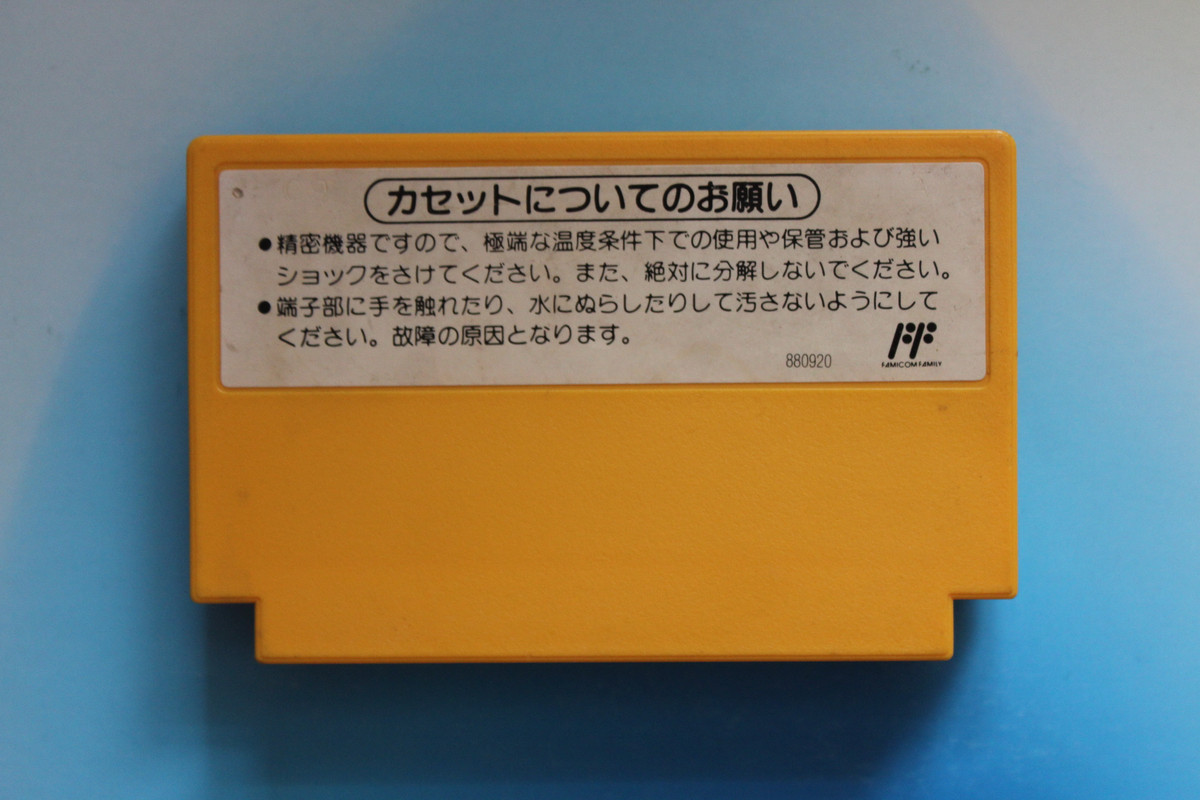 カセットについてのお願い
●精密機器ですので、極端な温度条件下での使用や保管および強い
ショックをさけてください。また、絶対に分解しないでください。
●端子部に手を触れたり、水にぬらしたりして汚さないようにして
ください。故障の原因となります。
880920
FAMICOM FAMILY